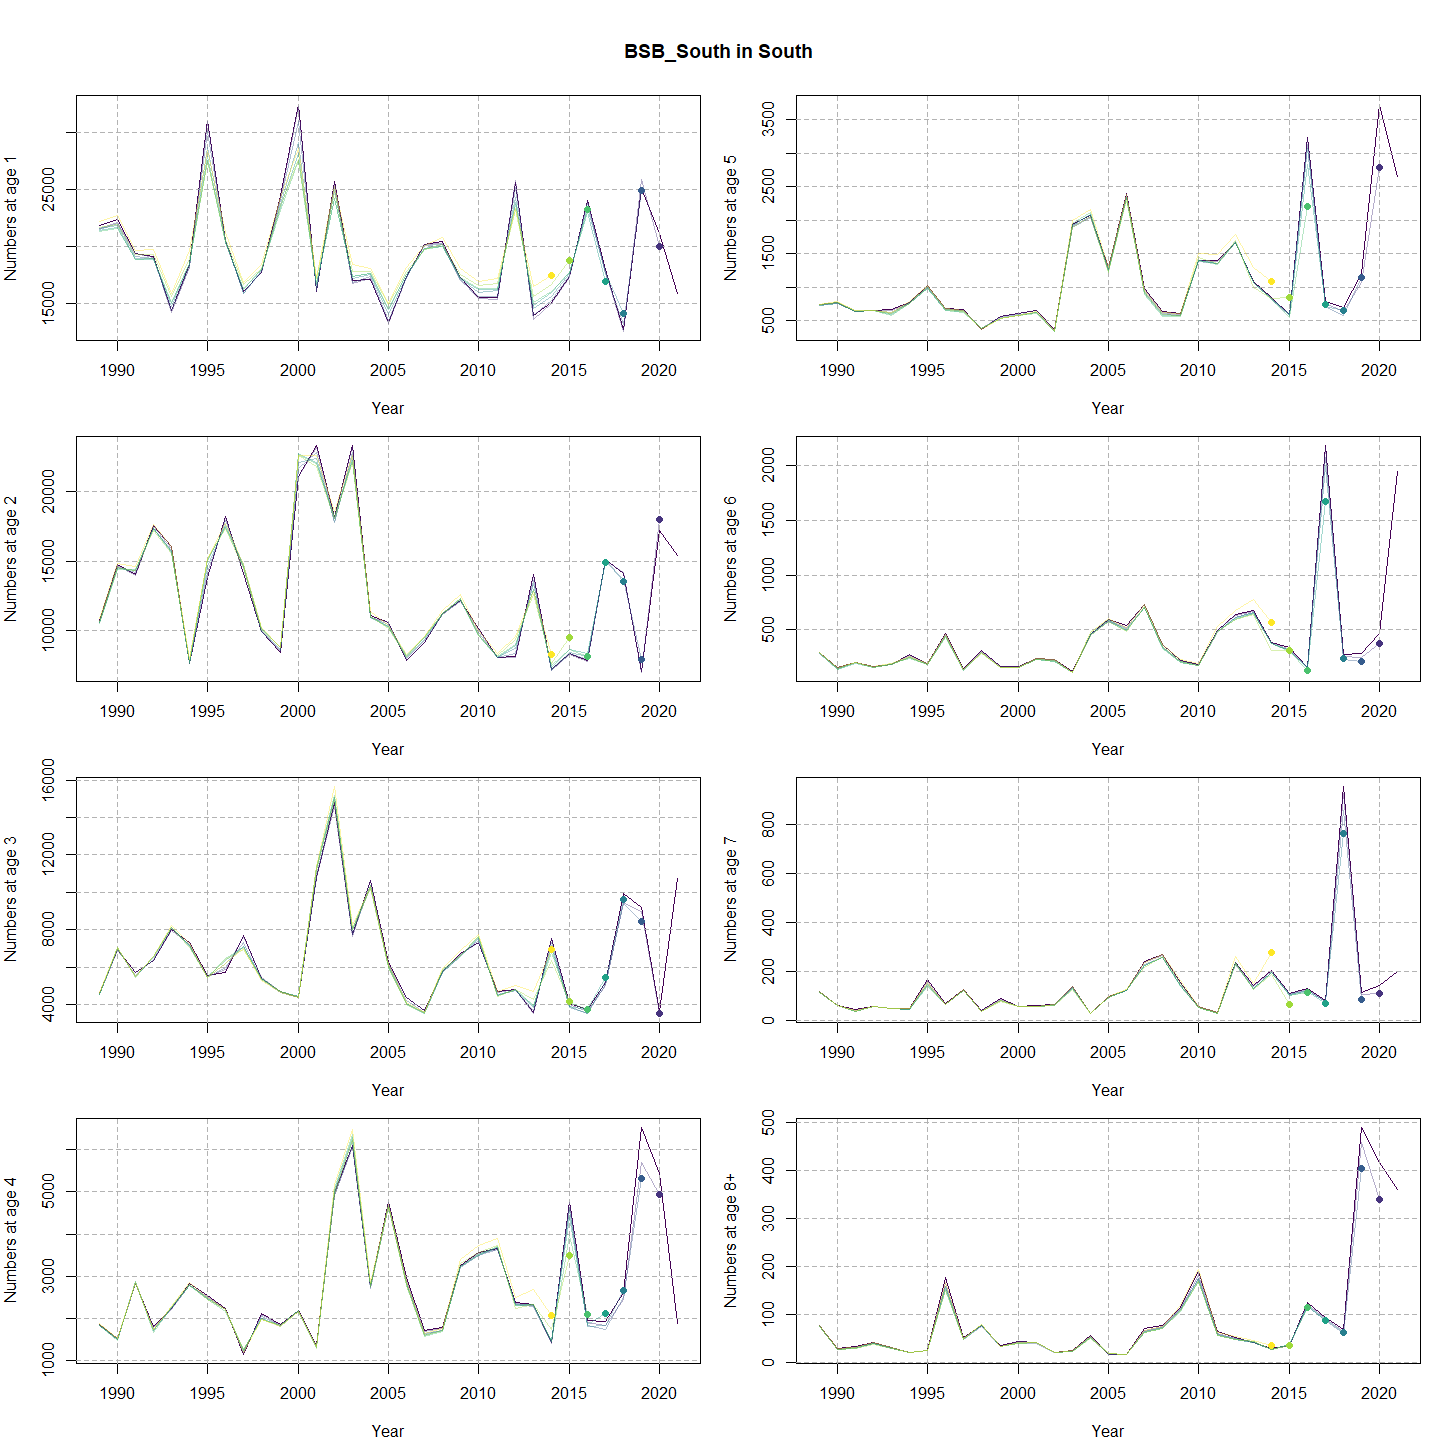 BSB_South in South
Numbers at age 1
15000 25000
1990 1995 2000 2005 2010 2015 2020
Year
Numbers at age 5
500 1500 2500 3500
1990 1995 2000 2005 2010 2015 2020
Year
Numbers at age 2
10000 15000 20000
1990 1995 2000 2005 2010 2015 2020
Year
Numbers at age 6
500 1000 1500 2000
1990 1995 2000 2005 2010 2015 2020
Year
Numbers at age 3
4000 8000 12000 16000
1990 1995 2000 2005 2010 2015 2020
Year
Numbers at age 7
0 200 400 600 800
1990 1995 2000 2005 2010 2015 2020
Year
Numbers at age 4
1000 3000 5000
1990 1995 2000 2005 2010 2015 2020
Year
Numbers at age 8+
0 100 200 300 400 500
1990 1995 2000 2005 2010 2015 2020
Year